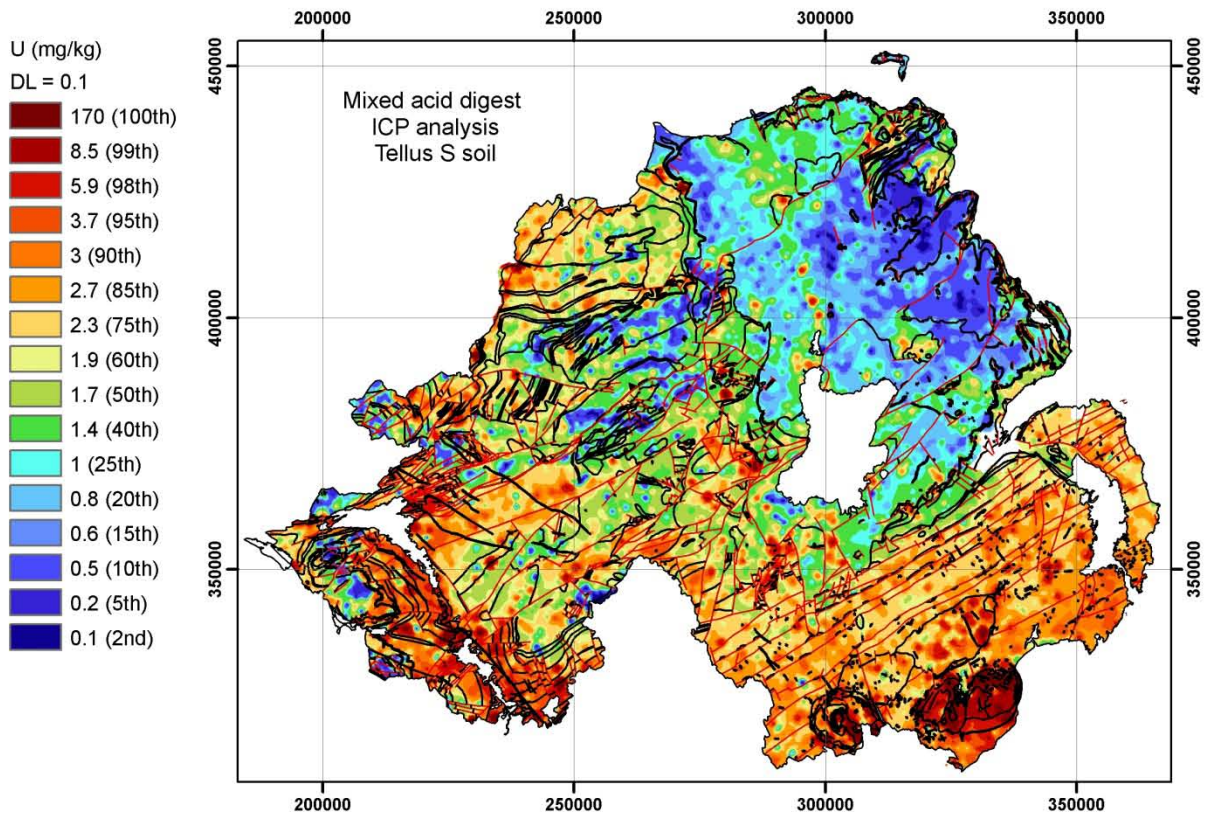 200000 250000 300000 350000
U (mg/kg)
DL = 0.1
170 (100th)
8.5 (99th)
5.9 (98th)
3.7 (95th)
3 (90th)
2.7 (85th)
2.3 (75th)
1.9 (60th)
1.7 (50th)
1.4 (40th)
1 (25th)
0.8 (20th)
0.6 (15th)
0.5 (10th)
0.2 (5th)
0.1 (2nd)
Mixed acid digest
ICP analysis
Tellus S soil
450000
400000
350000
450000
400000
350000
200000 250000 300000 350000